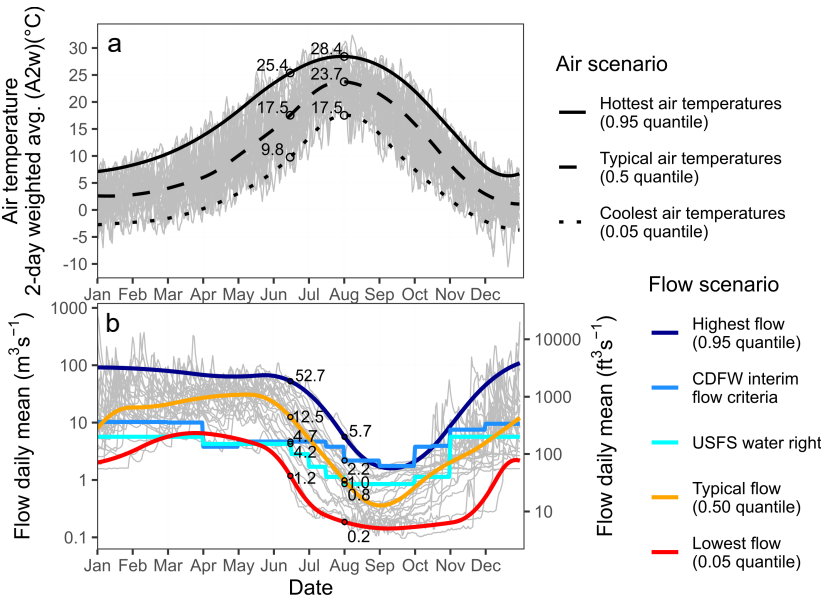 a
Air temperature
2-day weighted avg. (A2w)(°C)
30
25
20
15
10
5
0
-5
-10
28.4
25.4
23.7
17.5
17.5
9.8
Jan Feb Mar Apr May Jun Jul Aug Sep Oct Nov Dec
Air scenario
Hottest air temperatures
(0.95 quantile)
Typical air temperatures
(0.5 quantile)
Coolest air temperatures
(0.05 quantile)
b
Flow daily mean (m³s⁻¹)
1000
100
10
1
0.1
52.7
12.5
4.7
4.2
1.2
5.7
2.2
1.0
0.8
0.2
10000
1000
100
10
Flow daily mean (ft³s⁻¹)
Jan Feb Mar Apr May Jun Jul Aug Sep Oct Nov Dec
Date
Flow scenario
Highest flow
(0.95 quantile)
CDFW interim
flow criteria
USFS water right
Typical flow
(0.50 quantile)
Lowest flow
(0.05 quantile)